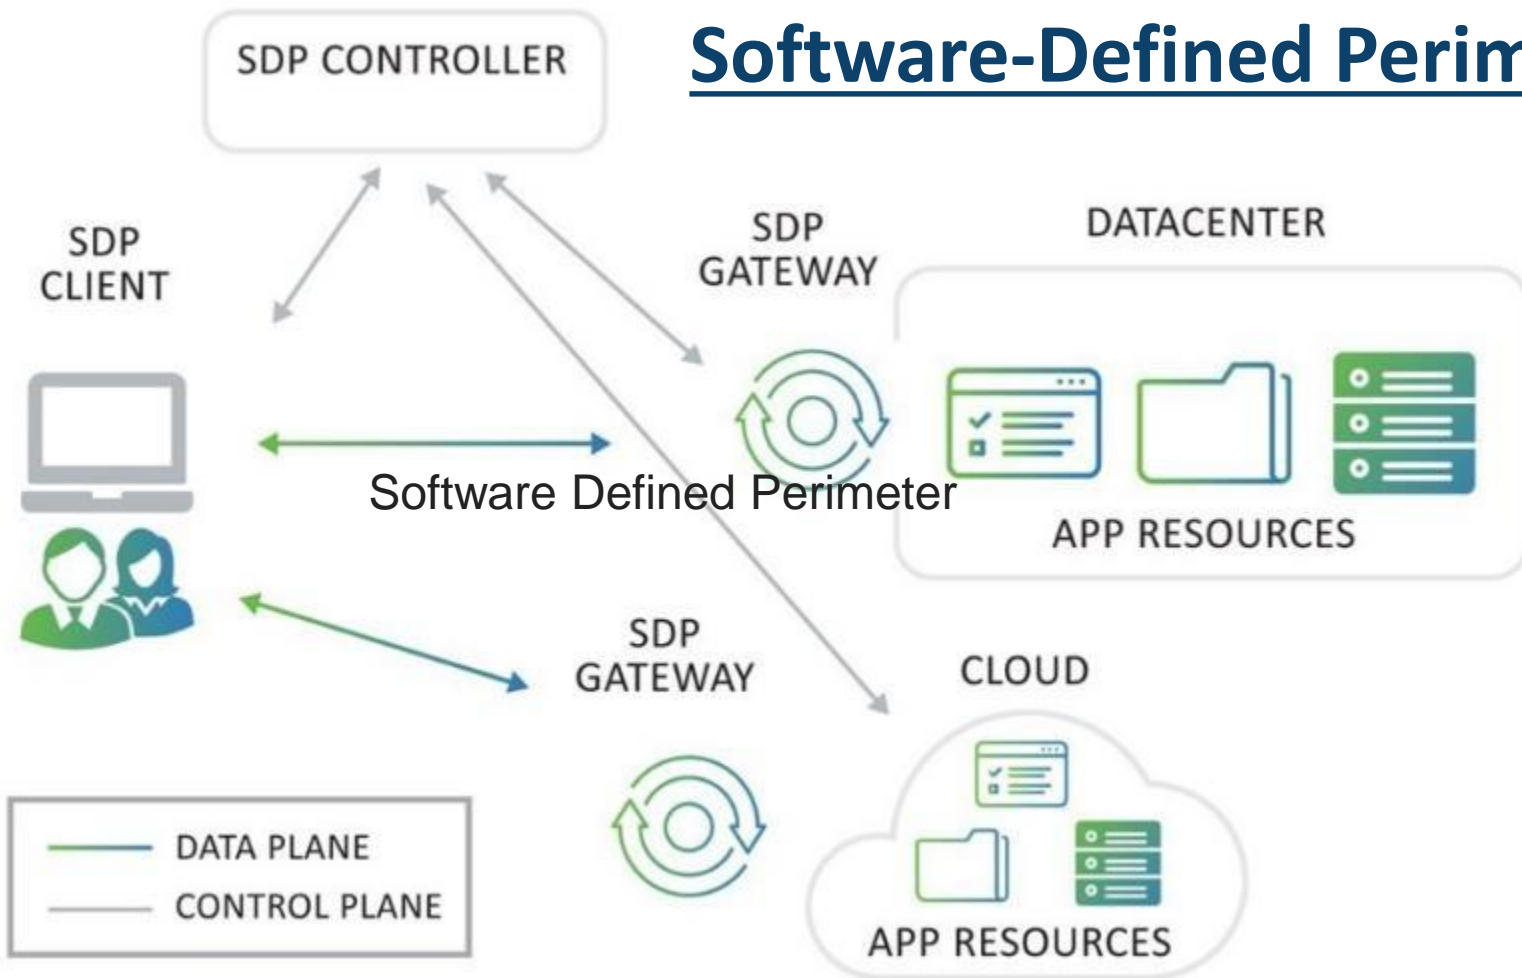 Software-Defined Perim
SDP CONTROLLER
SDP
CLIENT
SDP
GATEWAY
DATACENTER
Software Defined Perimeter
APP RESOURCES
SDP
GATEWAY
CLOUD
DATA PLANE
CONTROL PLANE
APP RESOURCES